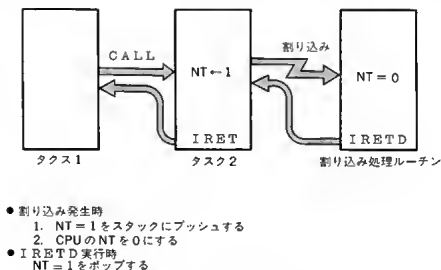 CALL
割り込み
NT←1
NT=0
IRET
IRETD
タクス1
タスク2
割り込み処理ルーチン
● 割り込み発生時
1. NT=1をスタックにプッシュする
2. CPUのNTを0にする
● IRETD実行時
NT=1をポップする